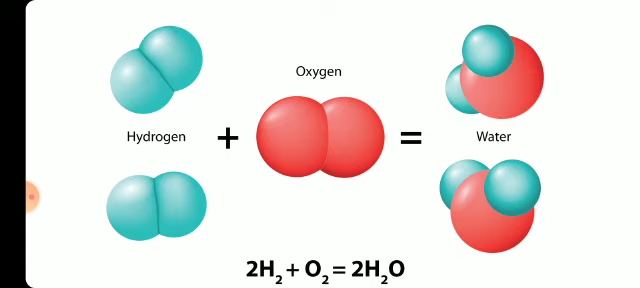 Oxygen
Hydrogen + = Water
2H₂ + O₂ = 2H₂O